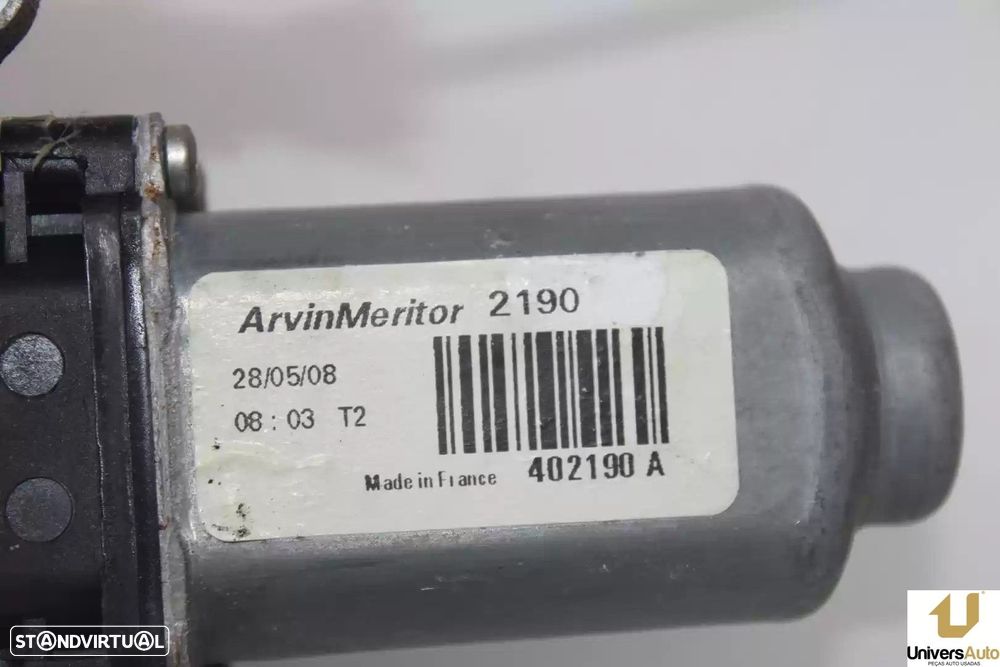 ArvinMeritor 2190
28/05/08
08:03 T2
Made in France 402190 A
STANDVIRTUAL
UniversAuto
PEÇAS AUTO USADAS